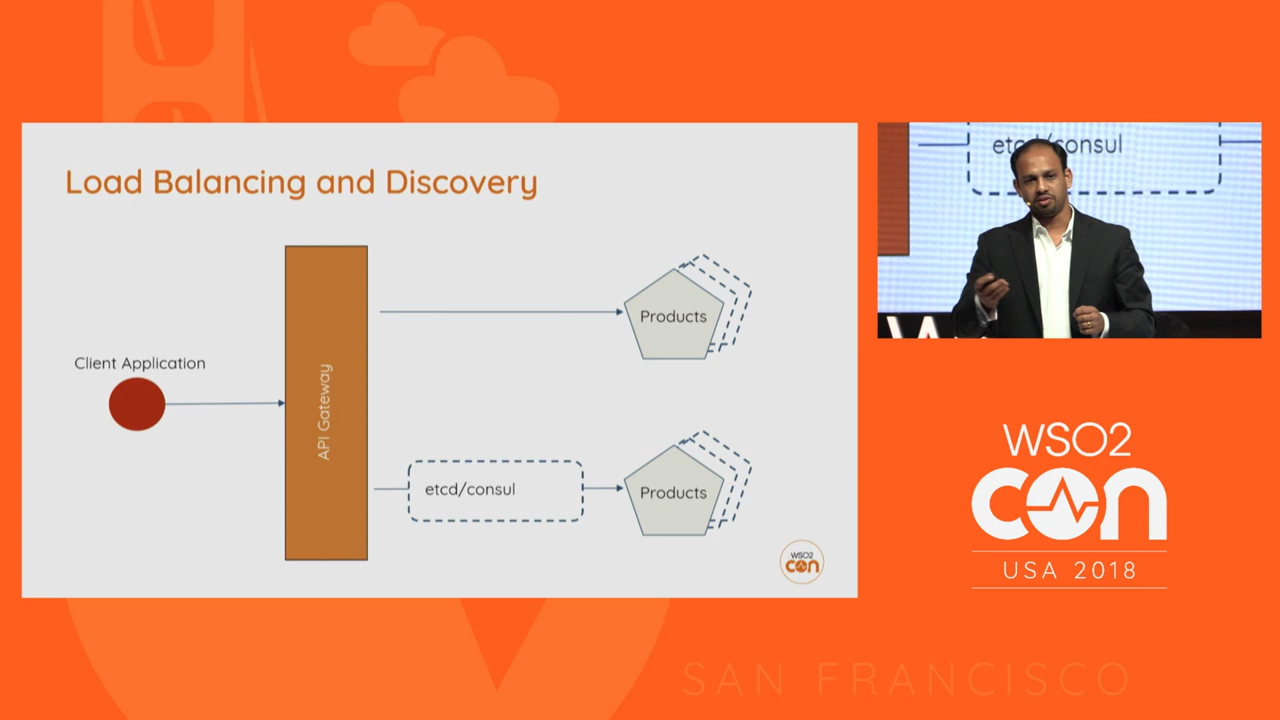 Load Balancing and Discovery
Client Application
API Gateway
Products
etcd/consul
Products
WSO2
con
etcd/consul
WSO2
con
USA 2018
SAN FRANCISCO